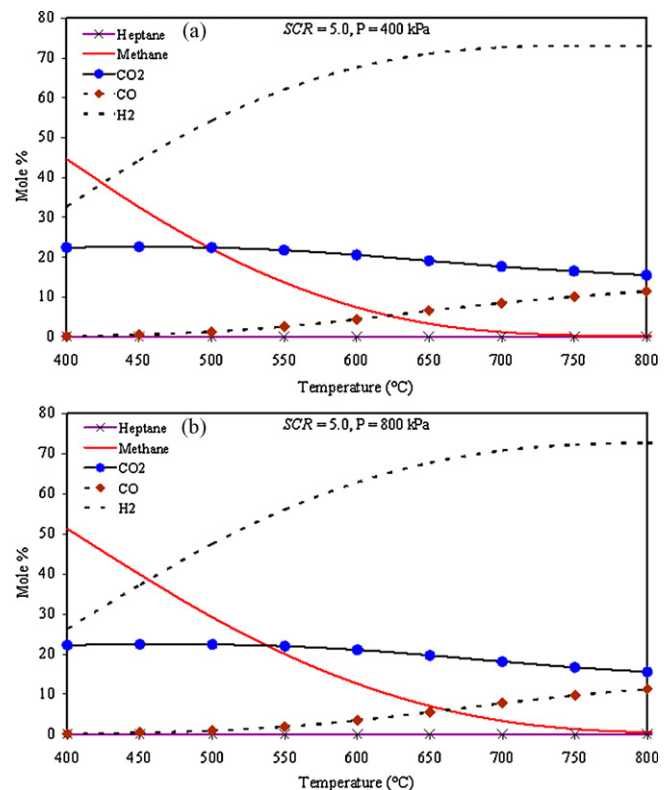 (a)
SCR = 5.0, P = 400 kPa
Heptane
Methane
CO2
CO
H2
80
70
60
50
40
30
20
10
0
Mole %
400 450 500 550 600 650 700 750 800
Temperature (°C)
(b)
SCR = 5.0, P = 800 kPa
Heptane
Methane
CO2
CO
H2
80
70
60
50
40
30
20
10
0
Mole %
400 450 500 550 600 650 700 750 800
Temperature (°C)